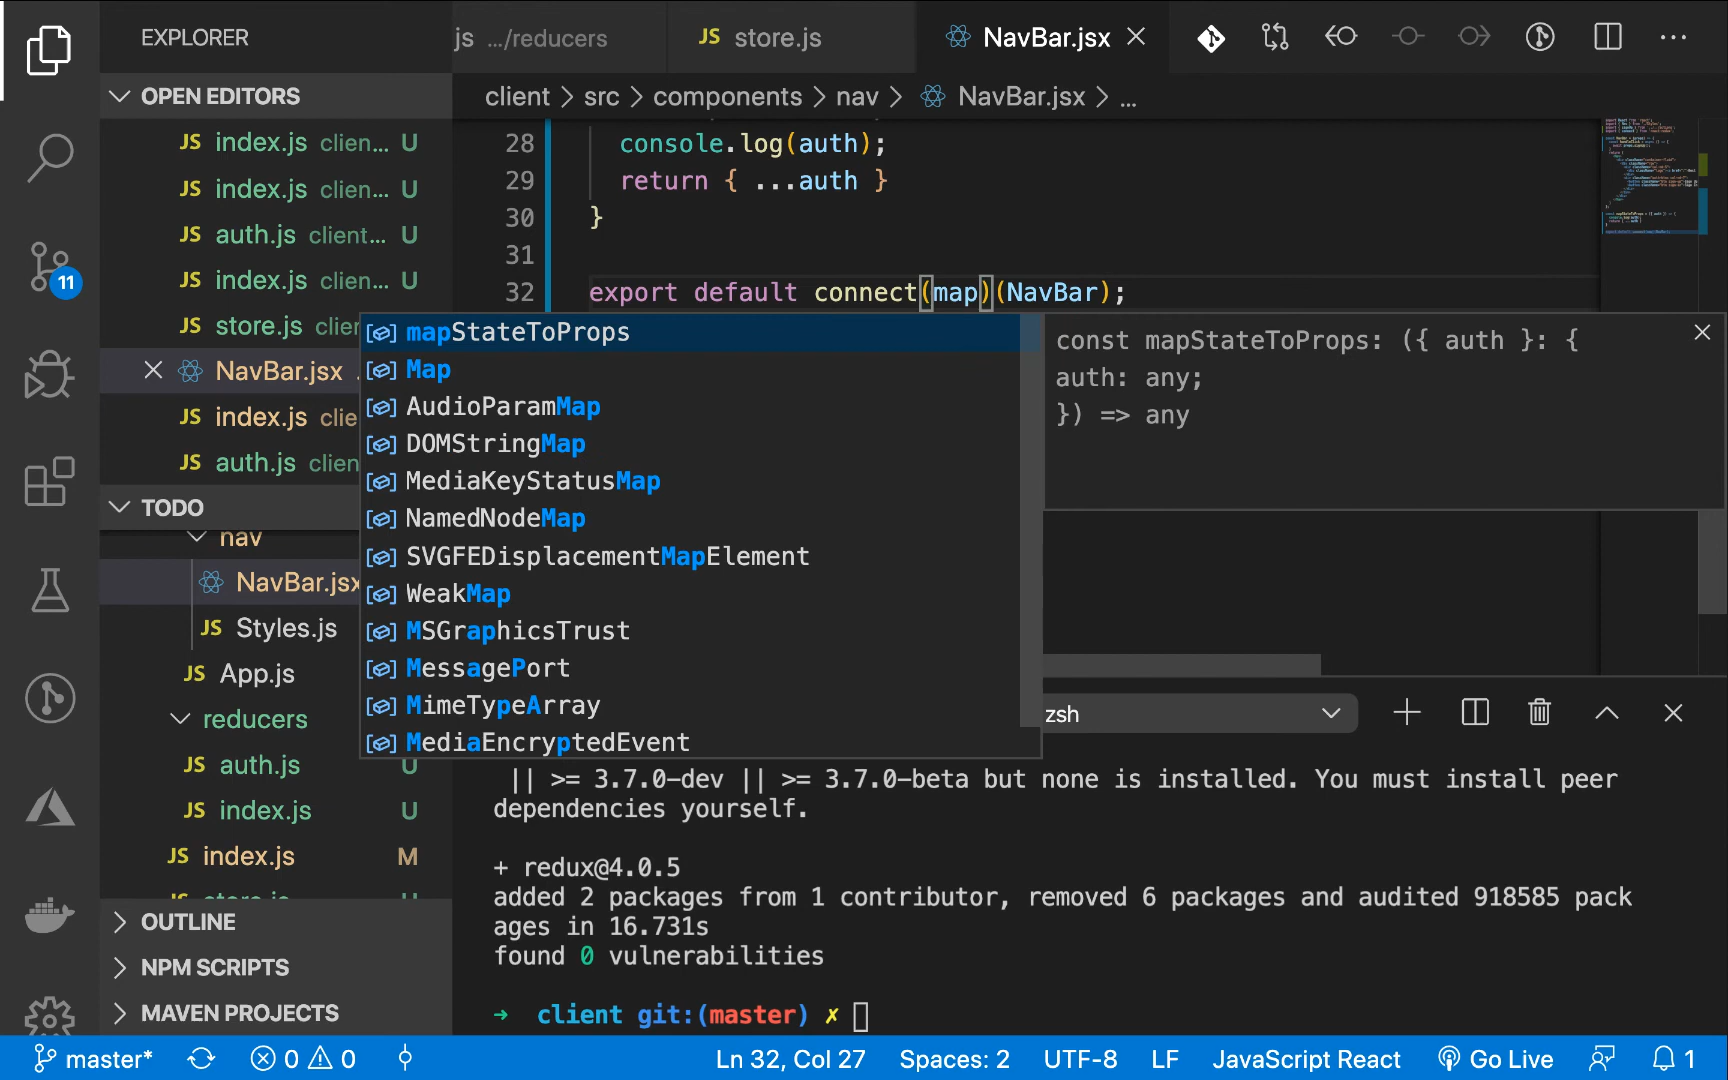 EXPLORER
js .../reducers
JS store.js
NavBar.jsx
OPEN EDITORS
client > src > components > nav > NavBar.jsx > ...
JS index.js clien... U
JS index.js clien... U
JS auth.js client... U
JS index.js clien... U
JS store.js clien
NavBar.jsx .
JS index.js clie
JS auth.js clien
28 console.log(auth);
29 return { ...auth }
30 }
31
32 export default connect(map)(NavBar);
mapStateToProps
Map
AudioParamMap
DOMStringMap
MediaKeyStatusMap
NamedNodeMap
SVGFEDisplacementMapElement
WeakMap
MSGraphicsTrust
MessagePort
MimeTypeArray
MediaEncryptedEvent
const mapStateToProps: ({ auth }: {
auth: any;
}) => any
11
TODO
nav
NavBar.jsx
JS Styles.js
JS App.js
reducers
JS auth.js U
JS index.js U
JS index.js M
OUTLINE
NPM SCRIPTS
MAVEN PROJECTS
zsh
|| >= 3.7.0-dev || >= 3.7.0-beta but none is installed. You must install peer
dependencies yourself.
+ redux@4.0.5
added 2 packages from 1 contributor, removed 6 packages and audited 918585 pack
ages in 16.731s
found 0 vulnerabilities
➜ client git:(master) ✗
master* 0 0 Ln 32, Col 27 Spaces: 2 UTF-8 LF JavaScript React Go Live 1